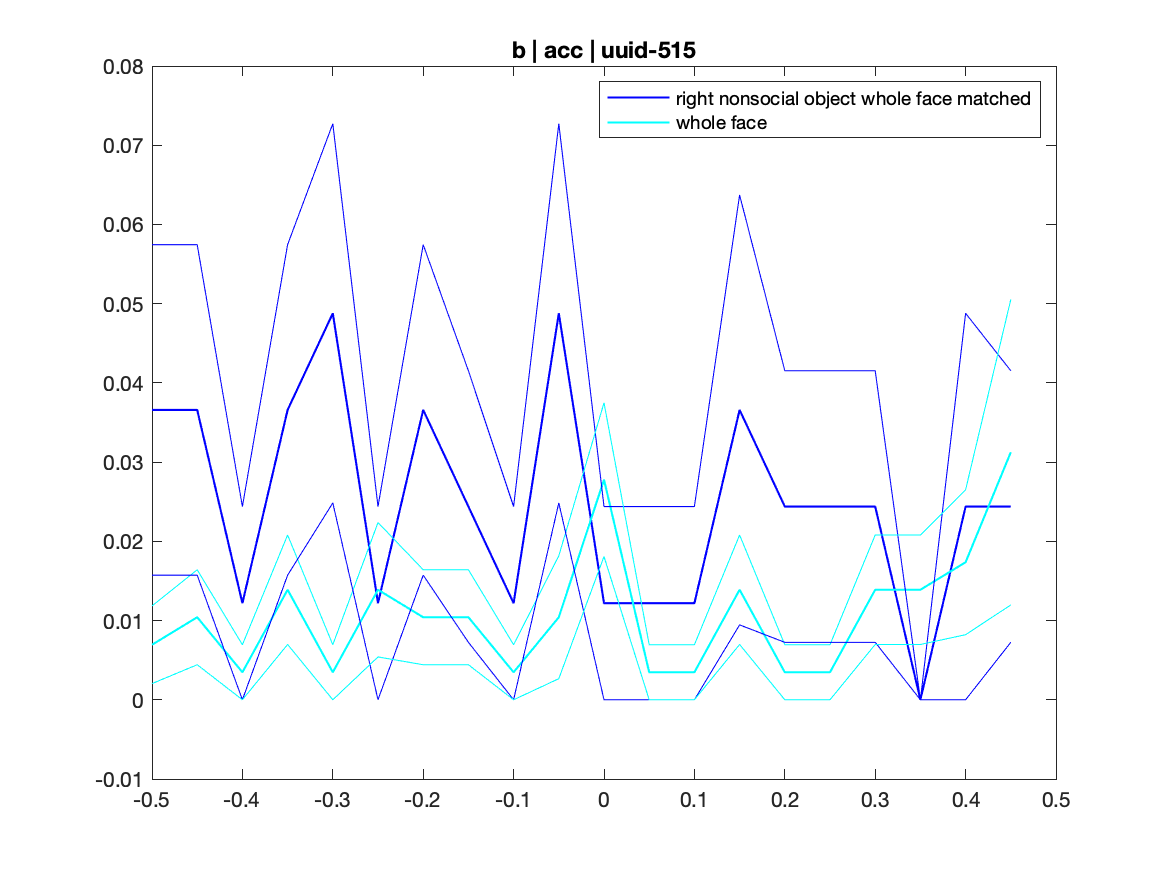 b | acc | uuid-515
right nonsocial object whole face matched
whole face
0.08
0.07
0.06
0.05
0.04
0.03
0.02
0.01
0
-0.01
-0.5 -0.4 -0.3 -0.2 -0.1 0 0.1 0.2 0.3 0.4 0.5